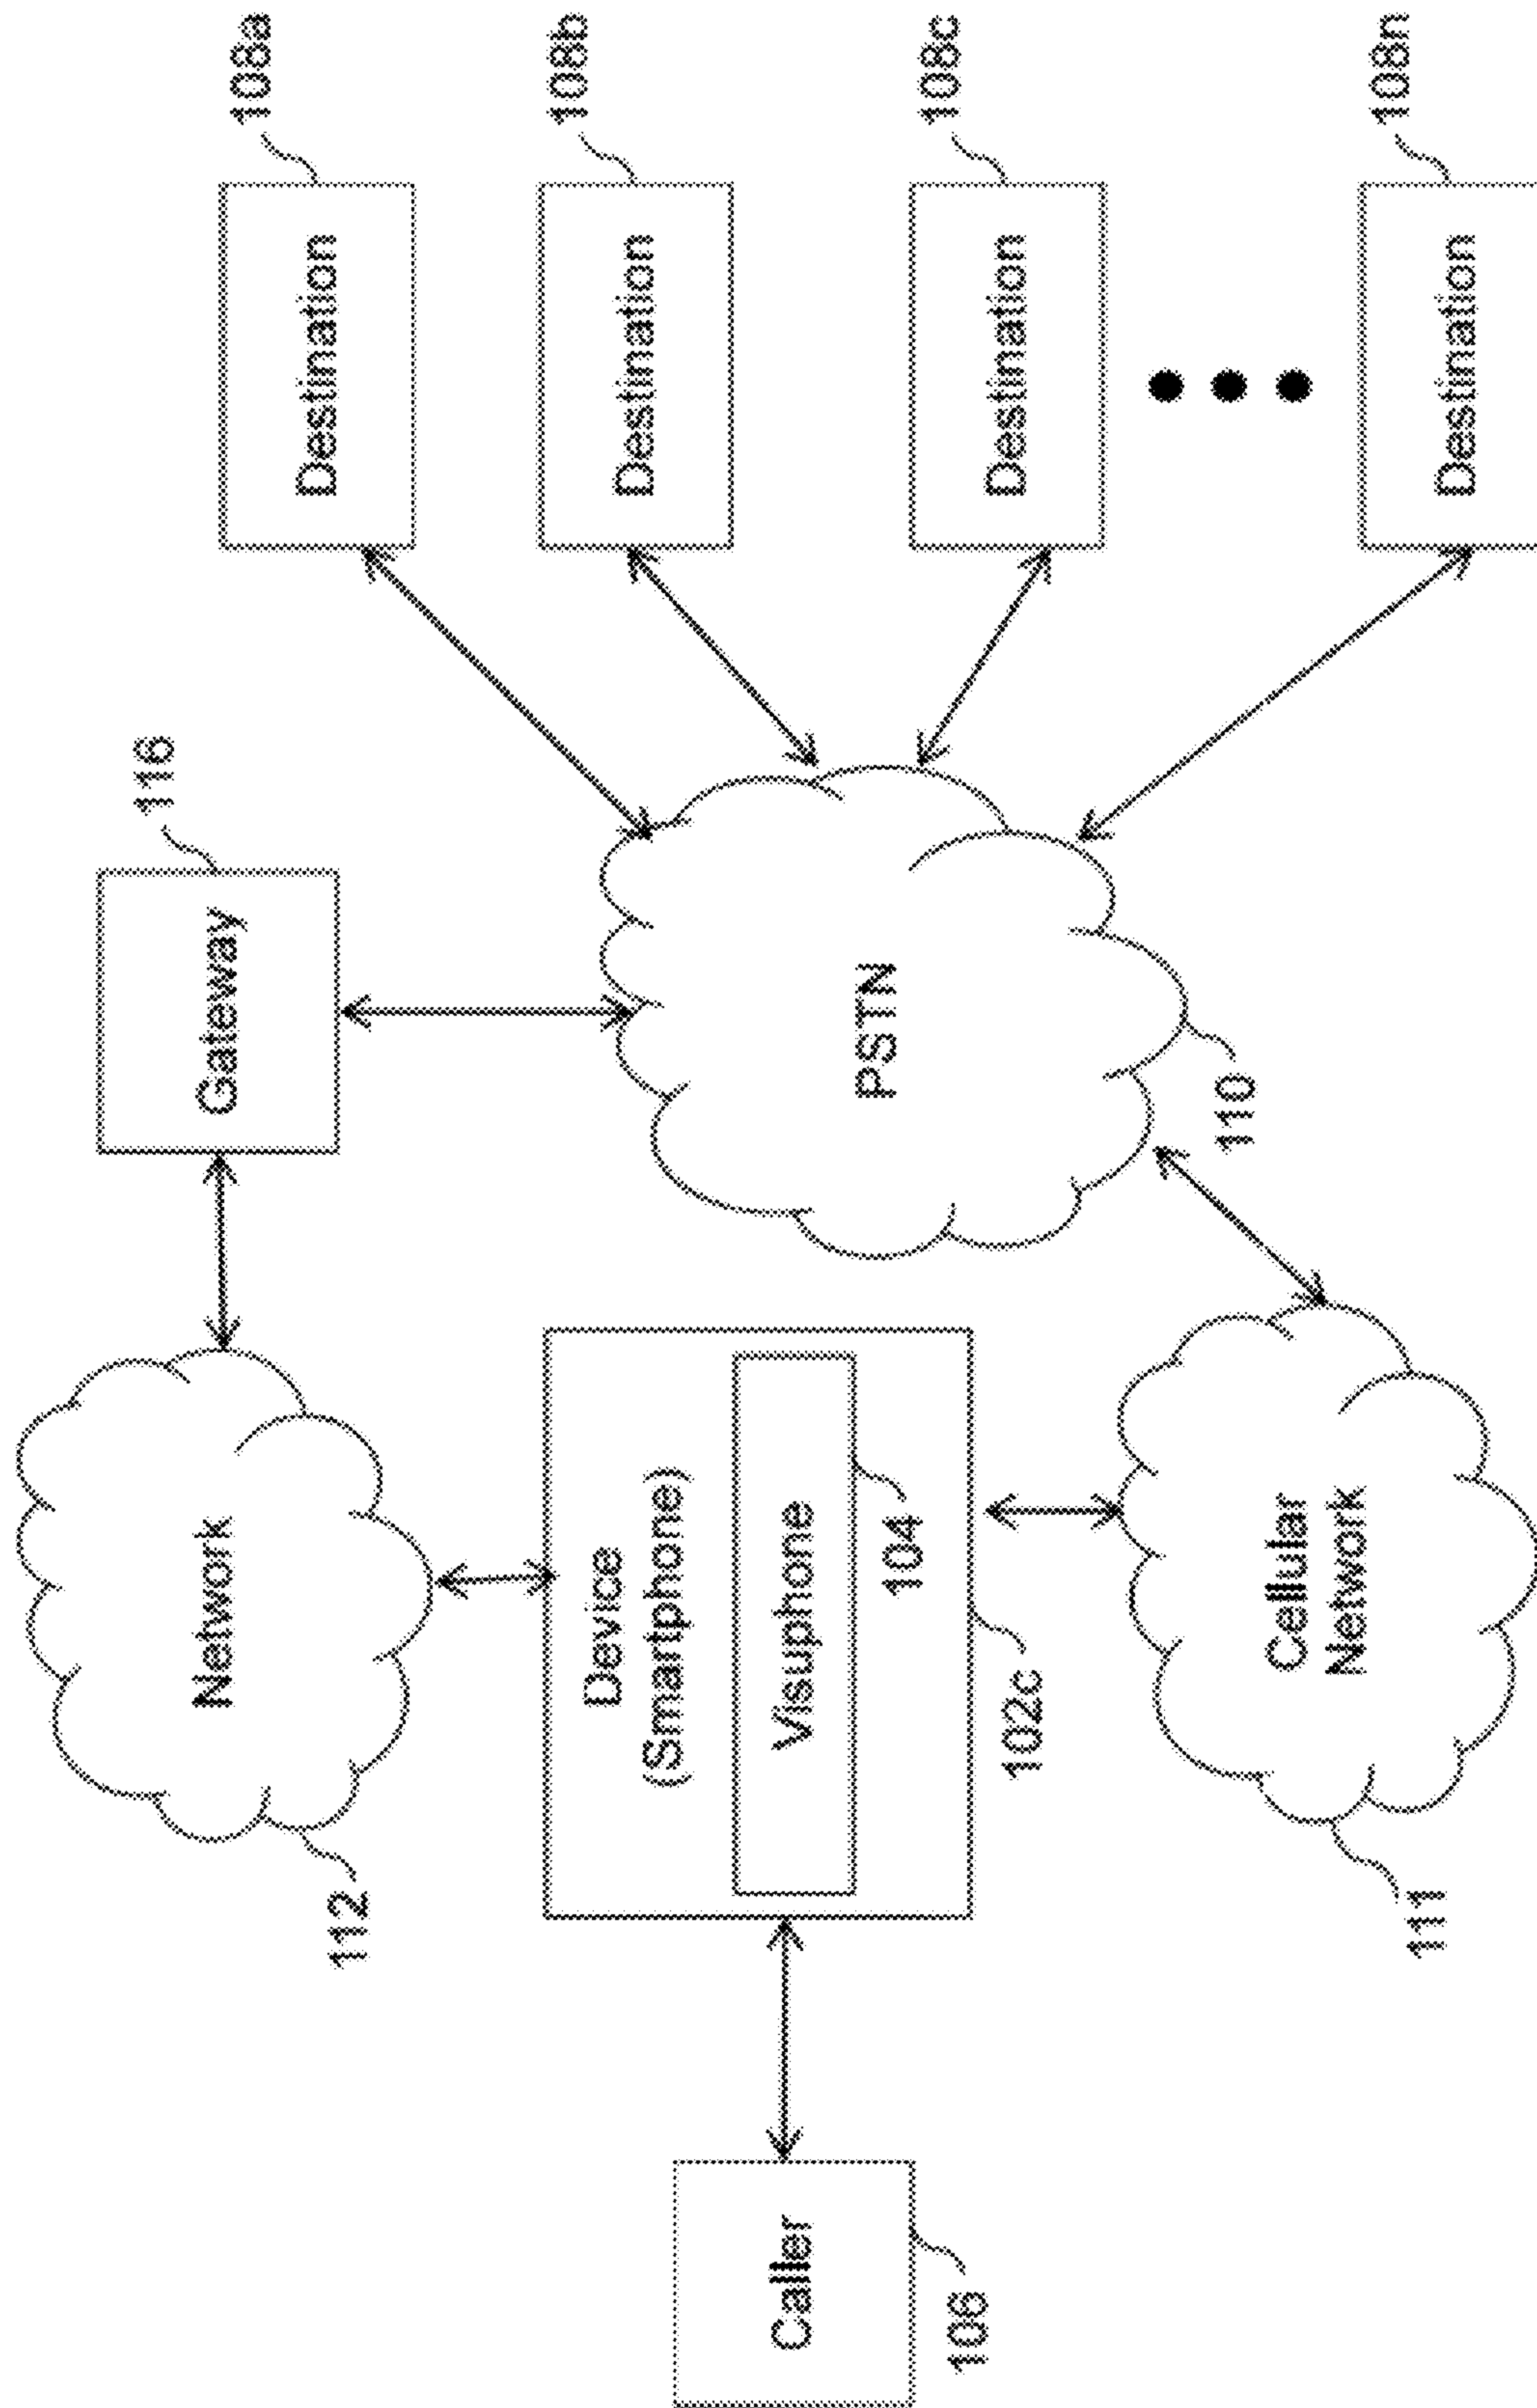 108a
Destination
108b
Destination
108c
Destination
108n
Destination
116
Gateway
PSTN
110
Network
112
Device
(Smartphone)
Visuphone
104
102c
Cellular
Network
111
Caller
106